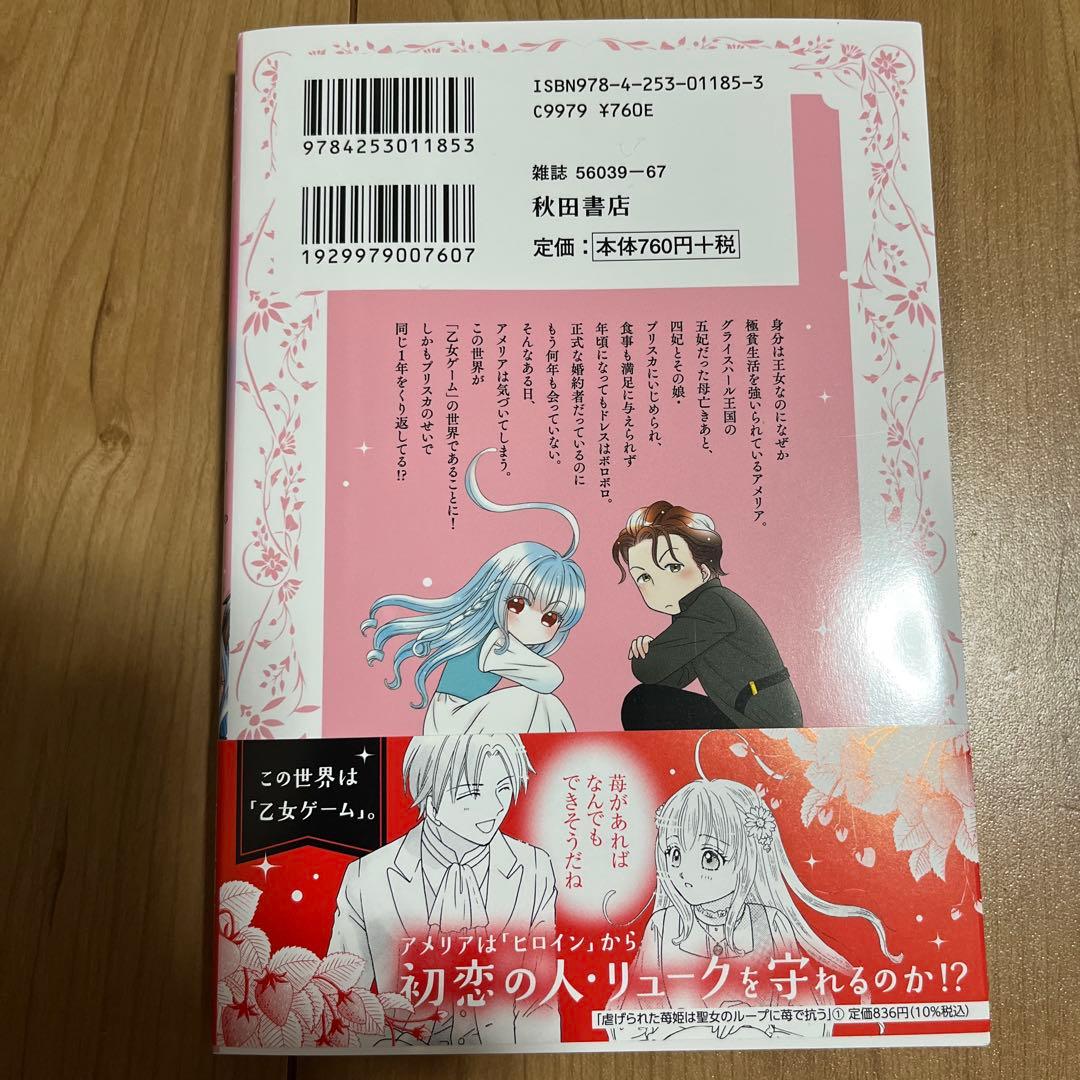 ISBN978-4-253-01185-3
C9979 ¥760E
9784253011853
雑誌 56039-67
秋田書店
定価：本体760円+税
1929979007607
身分は王女なのになぜか
極貧生活を強いられているアメリア。
グライスハール王国の
五妃だった母亡きあと、
四妃とその娘・
プリスカにいじめられ、
食事も満足に与えられず
年頃になってもドレスはボロボロ。
正式な婚約者だっているのに
もう何年も会っていない。
そんなある日、
アメリアは気づいてしまう。
この世界が
「乙女ゲーム」の世界であることに！
しかもプリスカのせいで
同じ1年をくり返してる!?
この世界は
「乙女ゲーム」。
苺があれば
なんでも
できそうだね
アメリアは「ヒロイン」から
初恋の人・リュークを守れるのか!?
「虐げられた苺姫は聖女のループに苺で抗う」① 定価836円(10%税込)